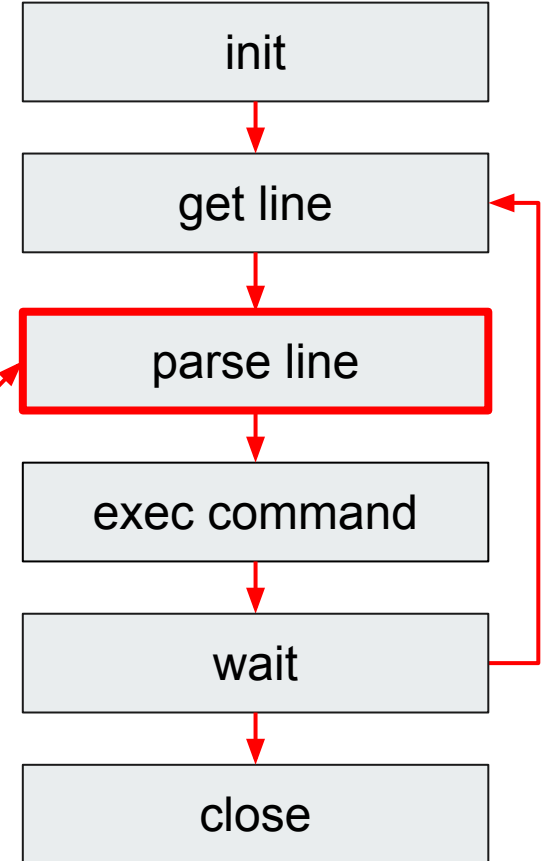 init
get line
parse line
exec command
wait
close